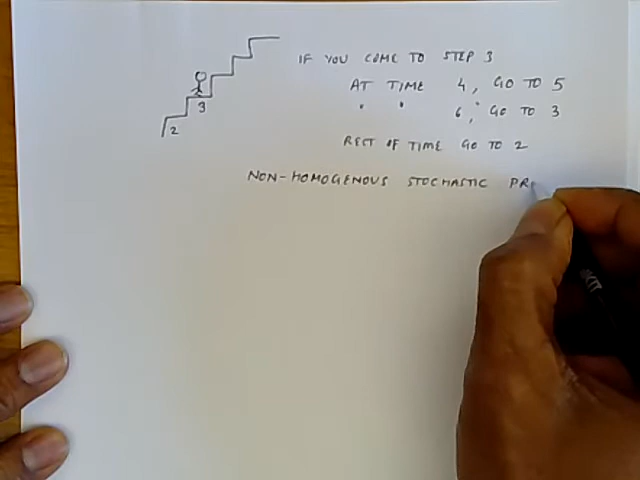 IF YOU COME TO STEP 3
AT TIME 4, GO TO 5
" " 6, GO TO 3
REST OF TIME GO TO 2
3
2
NON-HOMOGENOUS STOCHASTIC PR